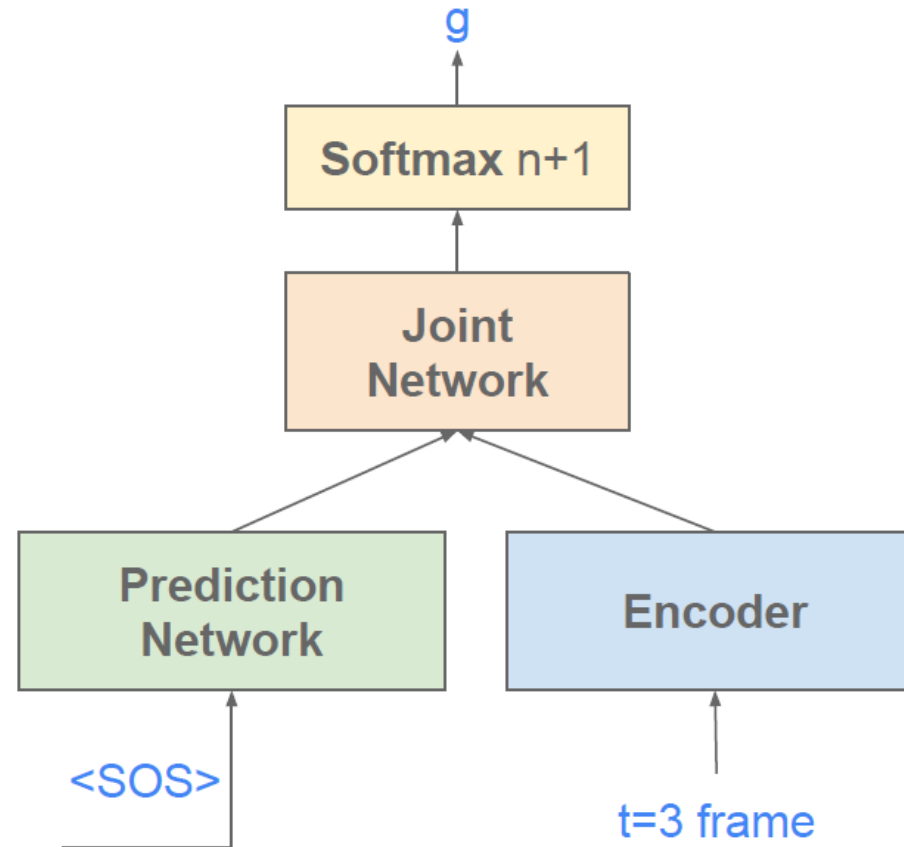 g
Softmax n+1
Joint
Network
Prediction
Network
Encoder
<SOS>
t=3 frame